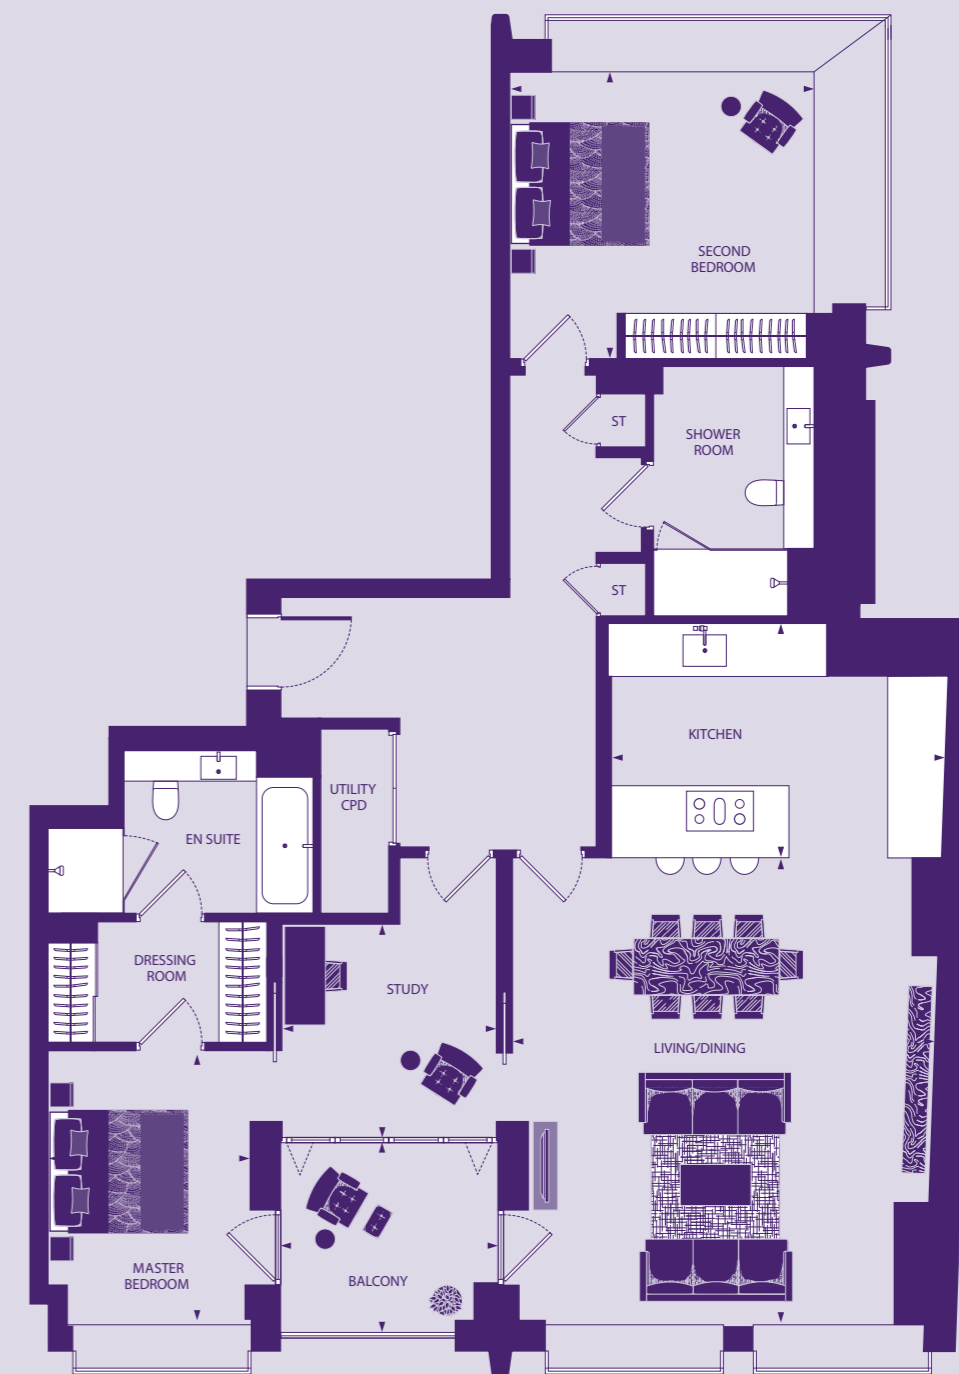 SECOND
BEDROOM
ST
SHOWER
ROOM
ST
KITCHEN
UTILITY
CPD
EN SUITE
DRESSING
ROOM
STUDY
LIVING/DINING
MASTER
BEDROOM
BALCONY